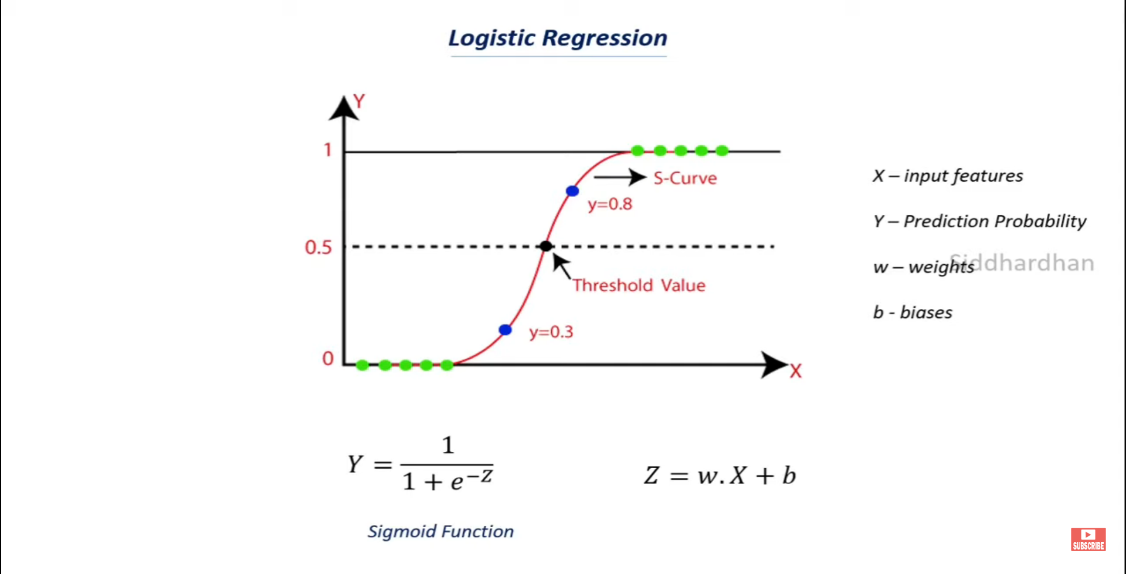 Logistic Regression
Y
1
S-Curve
y=0.8
0.5
Threshold Value
y=0.3
0
X
X – input features
Y – Prediction Probability
w – weights
Siddhardhan
b - biases
Y = 1 / (1 + e^−Z)
Z = w.X + b
Sigmoid Function
SUBSCRIBE